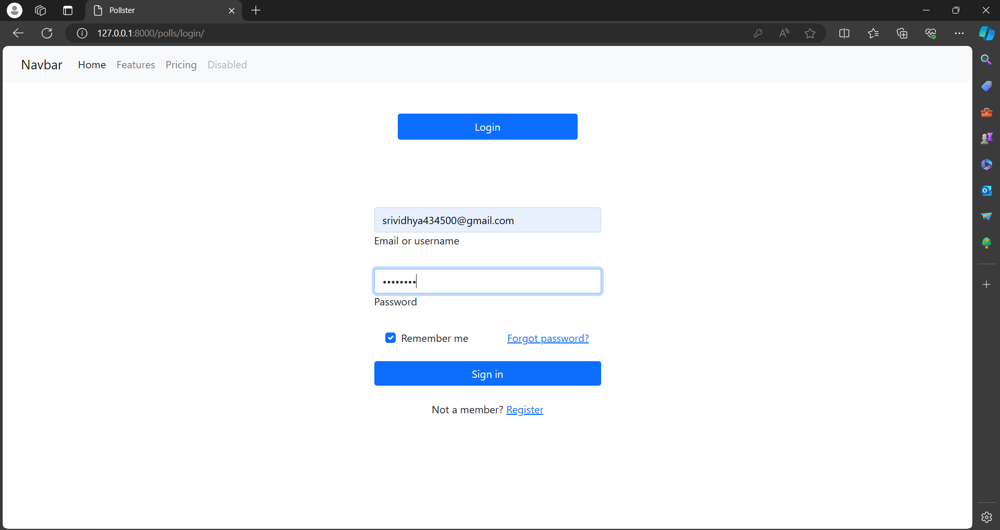 Pollster
127.0.0.1:8000/polls/login/
Navbar Home Features Pricing Disabled
Login
srividhya434500@gmail.com
Email or username
••••••••
Password
Remember me Forgot password?
Sign in
Not a member? Register